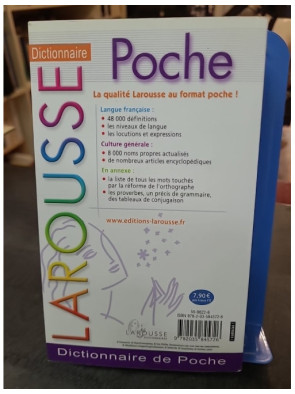 Dictionnaire
LAROUSSE
Poche
La qualité Larousse au format poche !
Langue française :
• 48 000 définitions
• les niveaux de langue
• les locutions et expressions
Culture générale :
• 8 000 noms propres actualisés
• de nombreux articles encyclopédiques
En annexe :
• la liste de tous les mots touchés
par la réforme de l'orthographe
• les proverbes, un précis de grammaire,
des tableaux de conjugaison
www.editions-larousse.fr
7,90 €
LAROUSSE
Dictionnaire de Poche